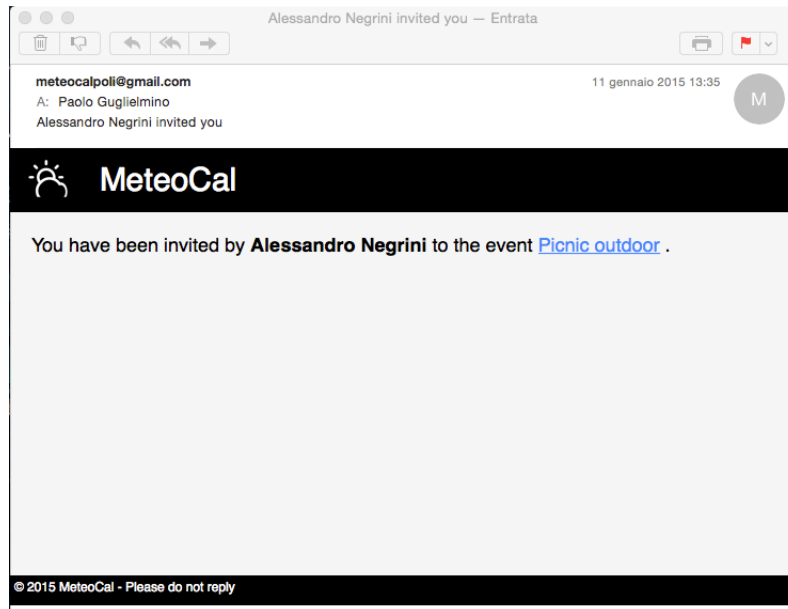 Alessandro Negrini invited you — Entrata
meteocalpoli@gmail.com 11 gennaio 2015 13:35
A: Paolo Guglielmino
M
Alessandro Negrini invited you
MeteoCal
You have been invited by Alessandro Negrini to the event Picnic outdoor .
© 2015 MeteoCal - Please do not reply